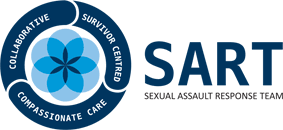 COLLABORATIVE
SURVIVOR CENTRED
COMPASSIONATE CARE
SART
SEXUAL ASSAULT RESPONSE TEAM